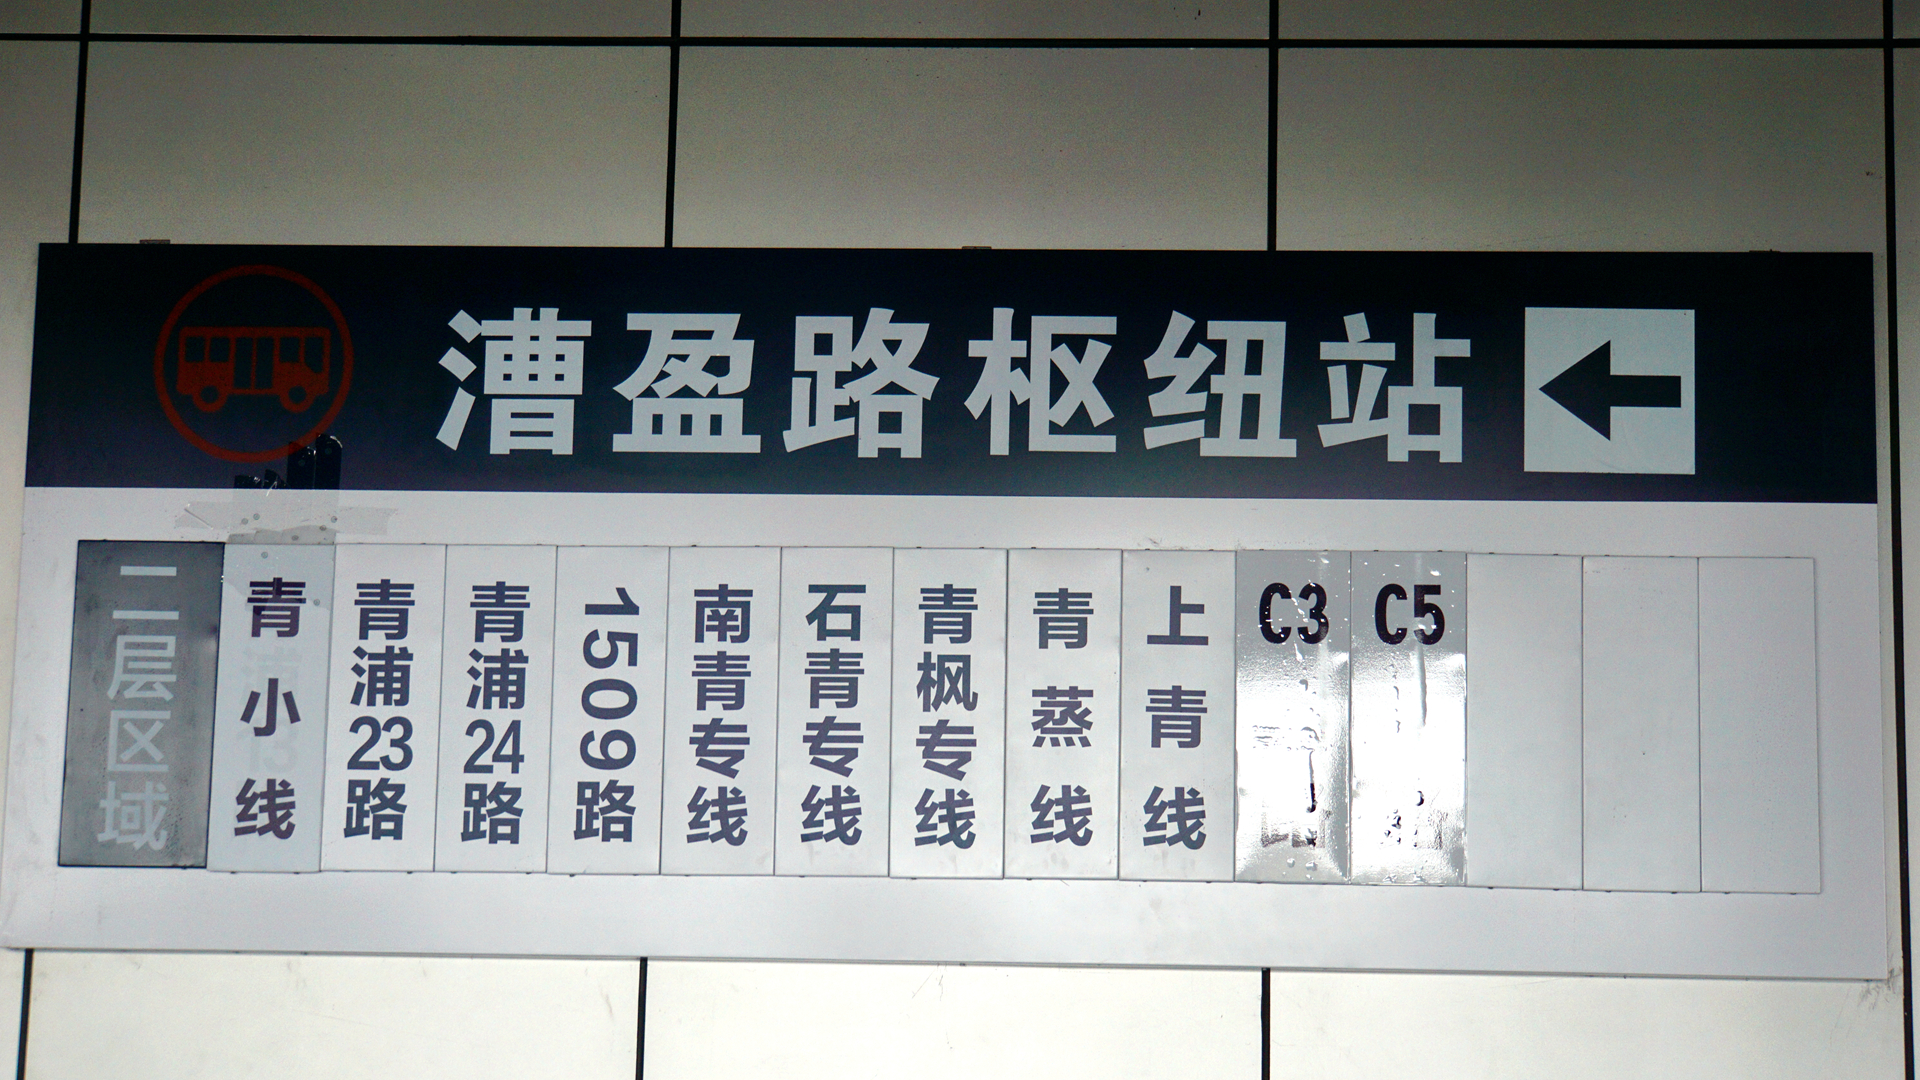 漕盈路枢纽站
二层区域
青小线
青浦23路
青浦24路
1509路
南青专线
石青专线
青枫专线
青蒸线
上青线
C3
C5